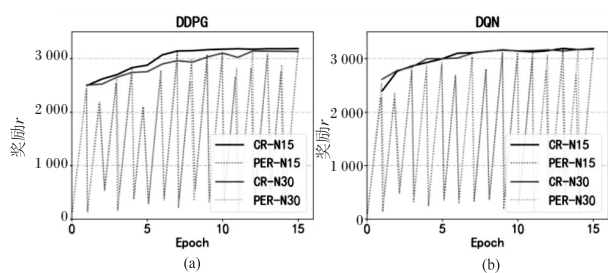 DDPG
3 000
2 000
1 000
0
奖励r
CR-N15
PER-N15
CR-N30
PER-N30
0 5 10 15
Epoch
(a)
DQN
3 000
2 000
1 000
0
奖励r
CR-N15
PER-N15
CR-N30
PER-N30
0 5 10 15
Epoch
(b)